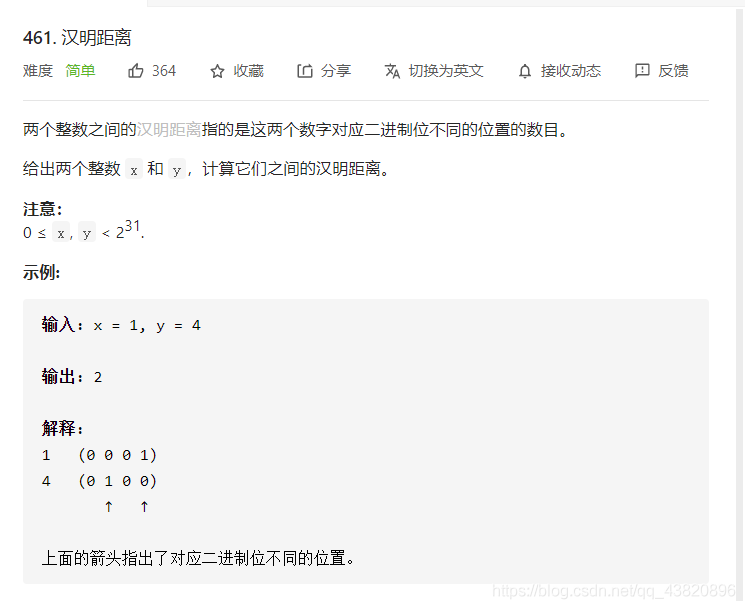 461. 汉明距离
难度 简单 364 收藏 分享 切换为英文 接收动态 反馈
两个整数之间的汉明距离指的是这两个数字对应二进制位不同的位置的数目。
给出两个整数 x 和 y，计算它们之间的汉明距离。
注意：
0 ≤ x, y < 2³¹.
示例:
输入: x = 1, y = 4
输出: 2
解释:
1 (0 0 0 1)
4 (0 1 0 0)
↑ ↑
上面的箭头指出了对应二进制位不同的位置。
https://blog.csdn.net/qq_43820896